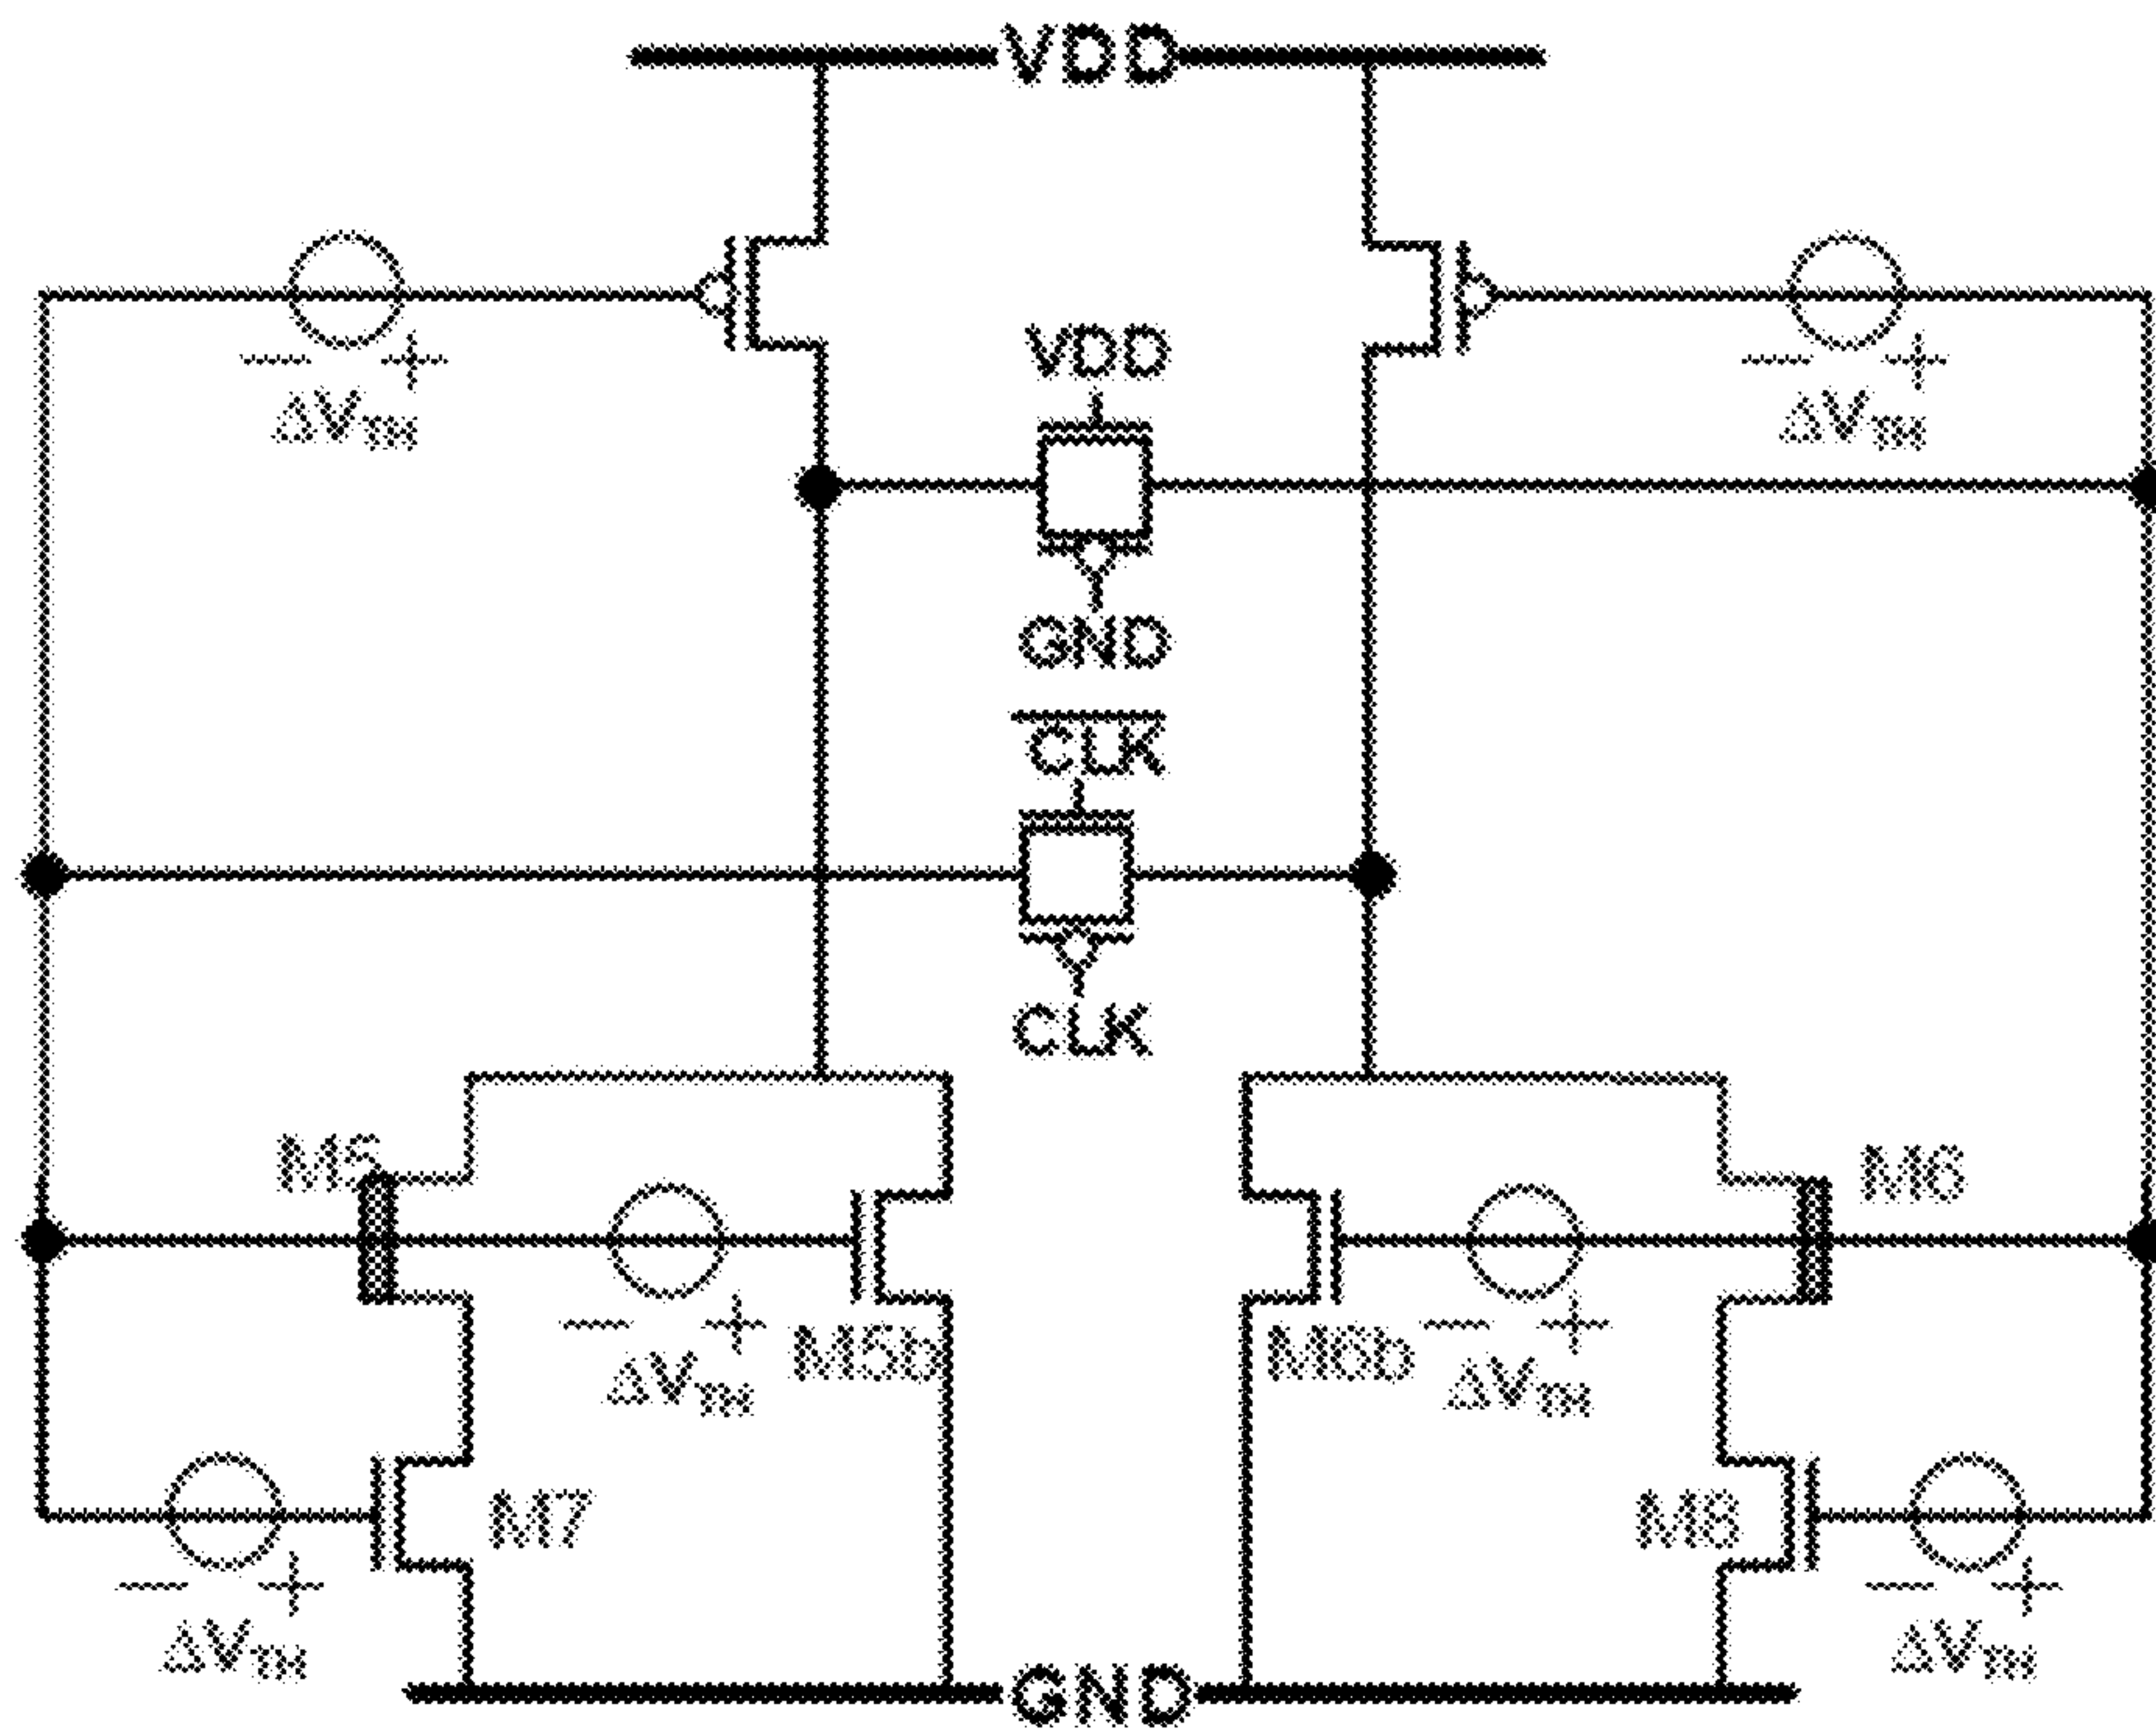 VDD
− +
ΔVTH
VDD
− +
ΔVTH
GND
CLK
CLK
M5
M6
− +
ΔVTH
M5b
M6b
− +
ΔVTH
M7
M8
− +
ΔVTH
− +
ΔVTH
GND